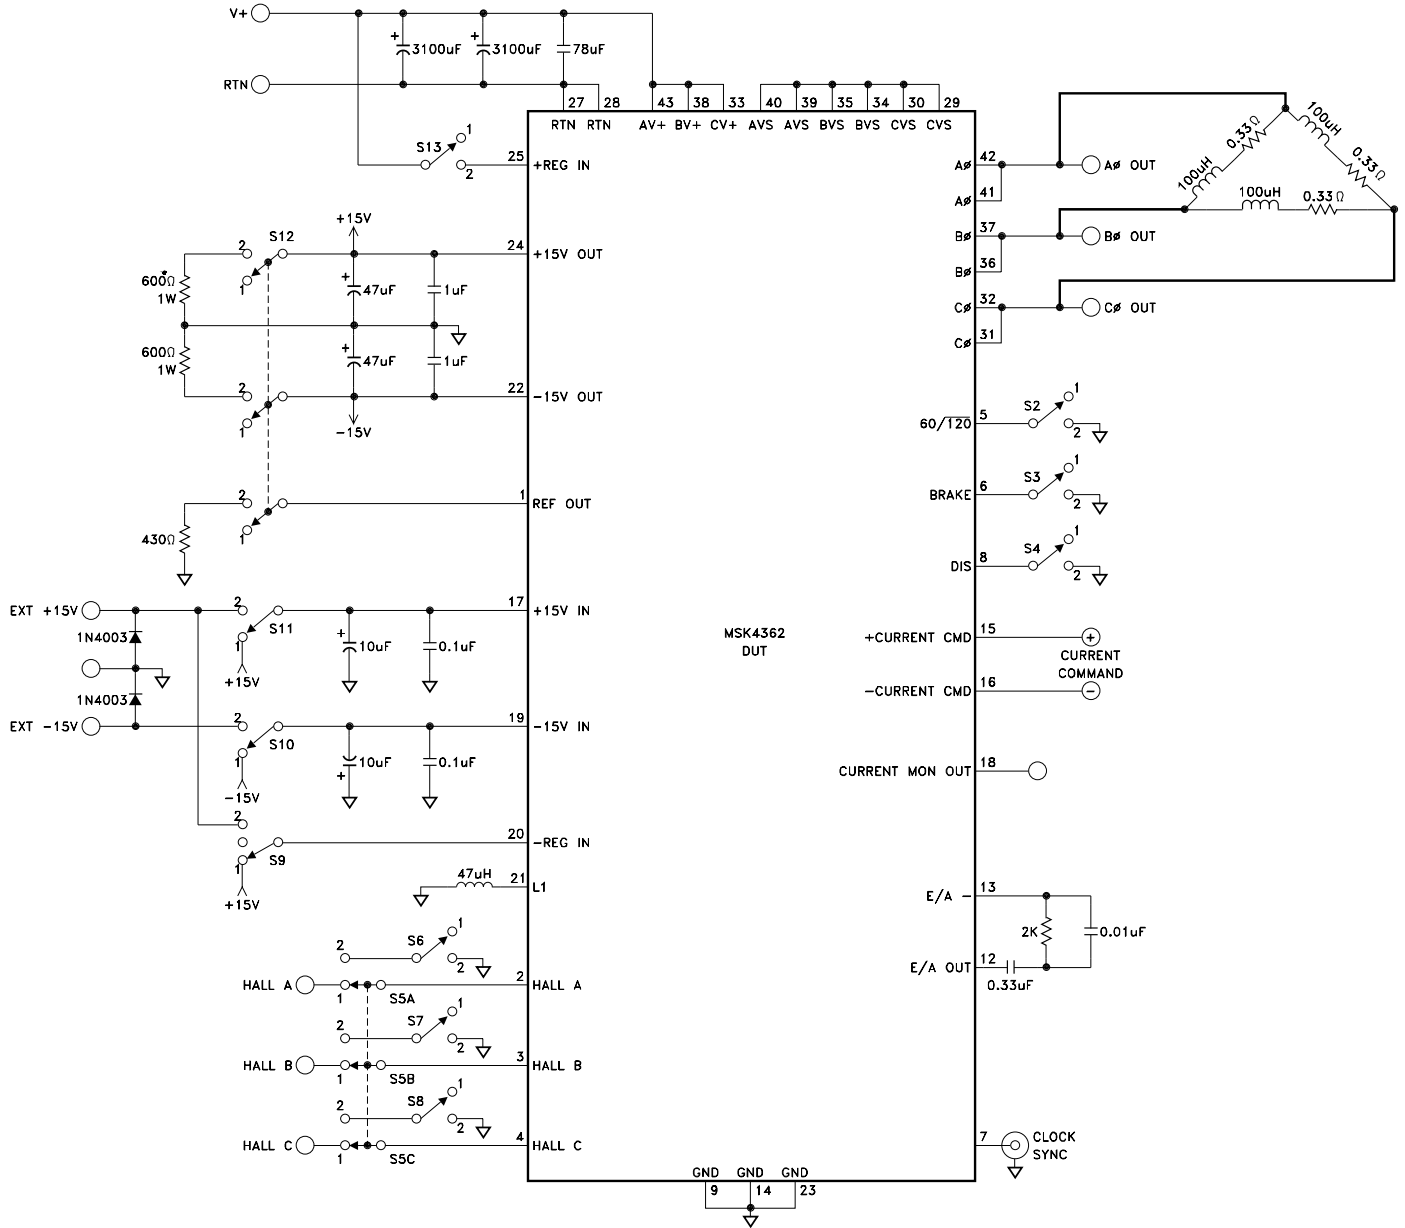 V+
3100uF
3100uF
78uF
RTN
27
28
43
38
33
40
39
35
34
30
29
RTN
RTN
AV+
BV+
CV+
AVS
AVS
BVS
BVS
CVS
CVS
S13
1
2
25
+REG IN
+15V
2
S12
24
+15V OUT
1
600Ω*
1W
+
47uF
1uF
600Ω
1W
+
47uF
1uF
2
22
-15V OUT
1
-15V
2
1
REF OUT
1
430Ω
EXT +15V
2
17
+15V IN
S11
1N4003
1
+
10uF
0.1uF
+15V
1N4003
EXT -15V
2
19
-15V IN
S10
1
10uF
+
0.1uF
-15V
2
20
-REG IN
1
S9
+15V
47uH
21
L1
1
2
S6
2
HALL A
1
S5A
2
HALL A
1
2
S7
2
HALL B
1
S5B
3
HALL B
1
2
S8
2
HALL C
1
S5C
4
HALL C
MSK4362
DUT
GND
GND
GND
9
14
23
AØ
42
AØ OUT
AØ
41
BØ
37
BØ OUT
BØ
36
CØ
32
CØ OUT
CØ
31
100uH
0.33Ω
100uH
0.33Ω
100uH
0.33Ω
60/120
5
S2
1
2
BRAKE
6
S3
1
2
DIS
8
S4
1
2
+CURRENT CMD
15
+
CURRENT
COMMAND
-CURRENT CMD
16
-
CURRENT MON OUT
18
E/A -
13
2K
0.01uF
E/A OUT
12
0.33uF
7
CLOCK
SYNC